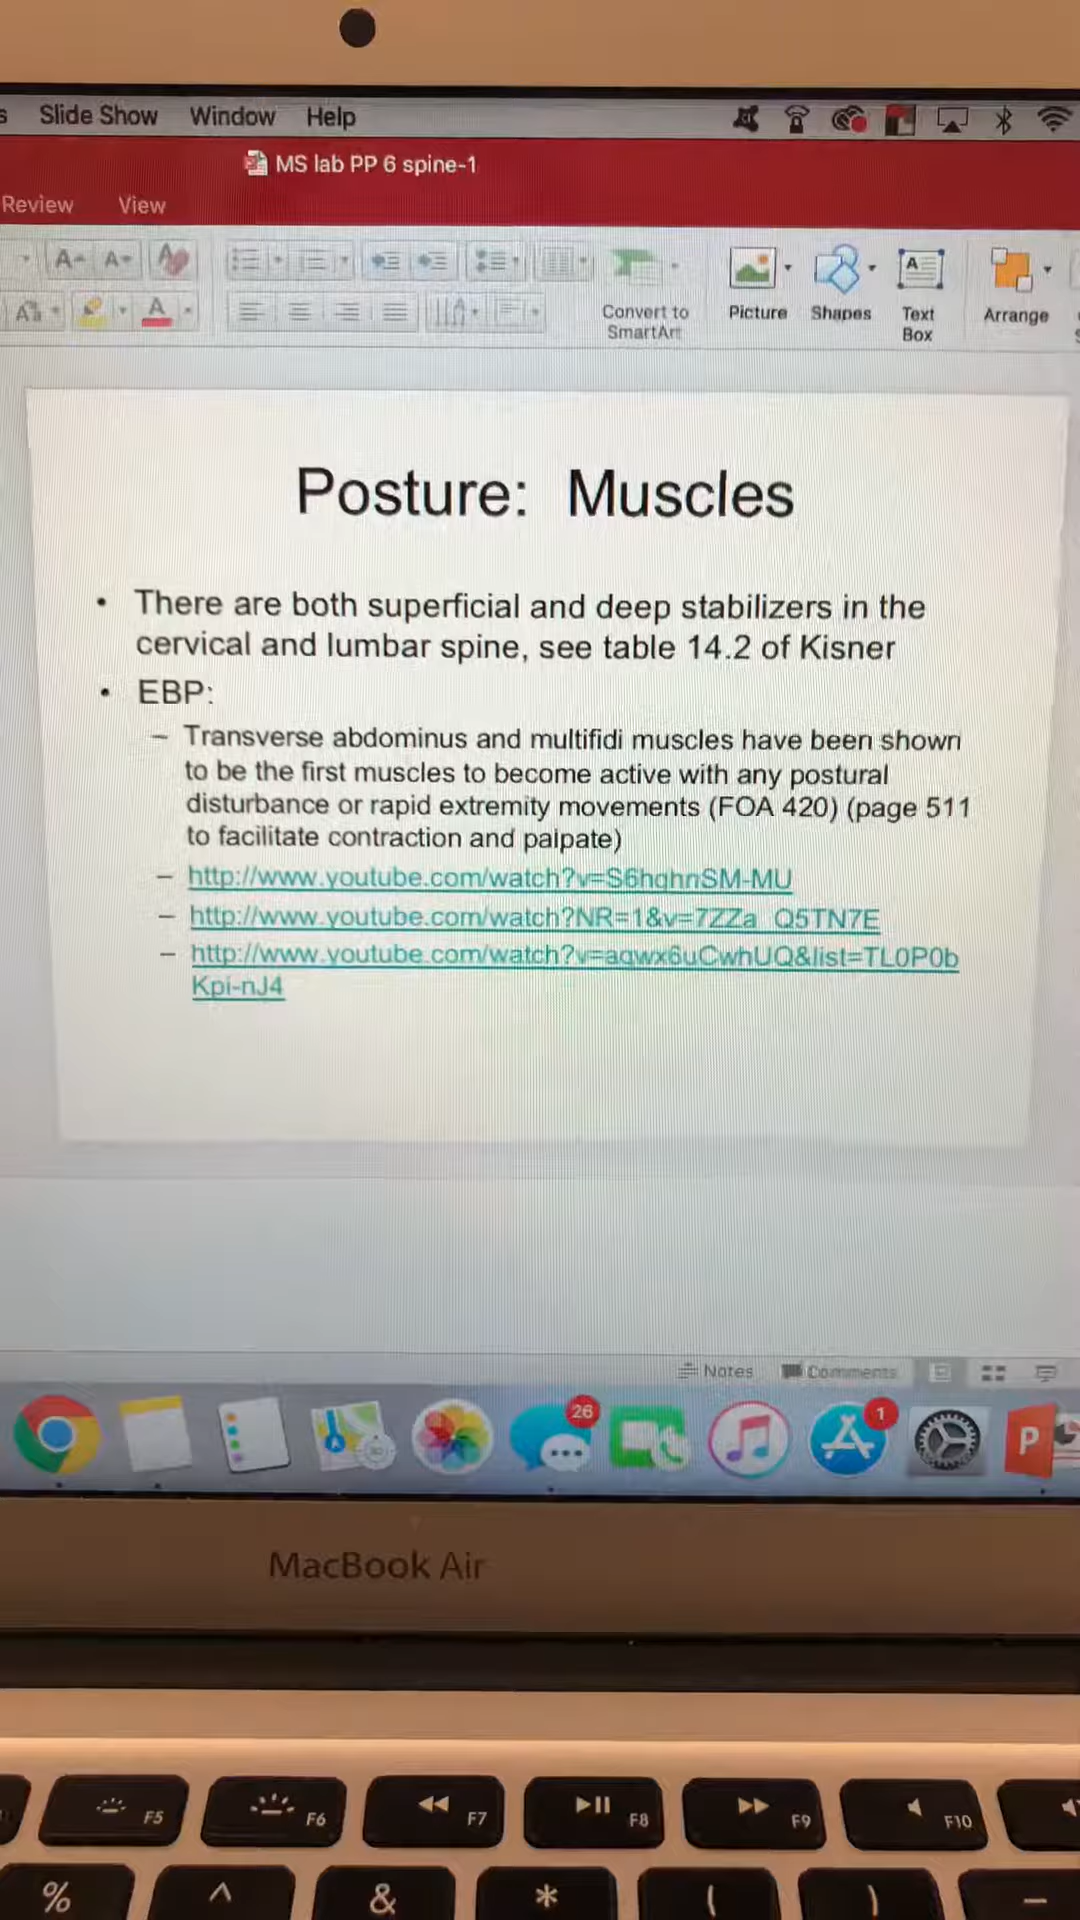 Slide Show Window Help
MS lab PP 6 spine-1
Review View
Convert to
SmartArt
Picture
Shapes
Text
Box
Arrange
Posture: Muscles
• There are both superficial and deep stabilizers in the
cervical and lumbar spine, see table 14.2 of Kisner
• EBP:
– Transverse abdominus and multifidi muscles have been shown
to be the first muscles to become active with any postural
disturbance or rapid extremity movements (FOA 420) (page 511
to facilitate contraction and palpate)
– http://www.youtube.com/watch?v=S6hqhnSM-MU
– http://www.youtube.com/watch?NR=1&v=7ZZa_Q5TN7E
– http://www.youtube.com/watch?v=aqwx6uCwhUQ&list=TL0P0b
Kpi-nJ4
Notes Comments
26
1
P
MacBook Air
F5 F6 F7 F8 F9 F10
% ^ & * ( ) –